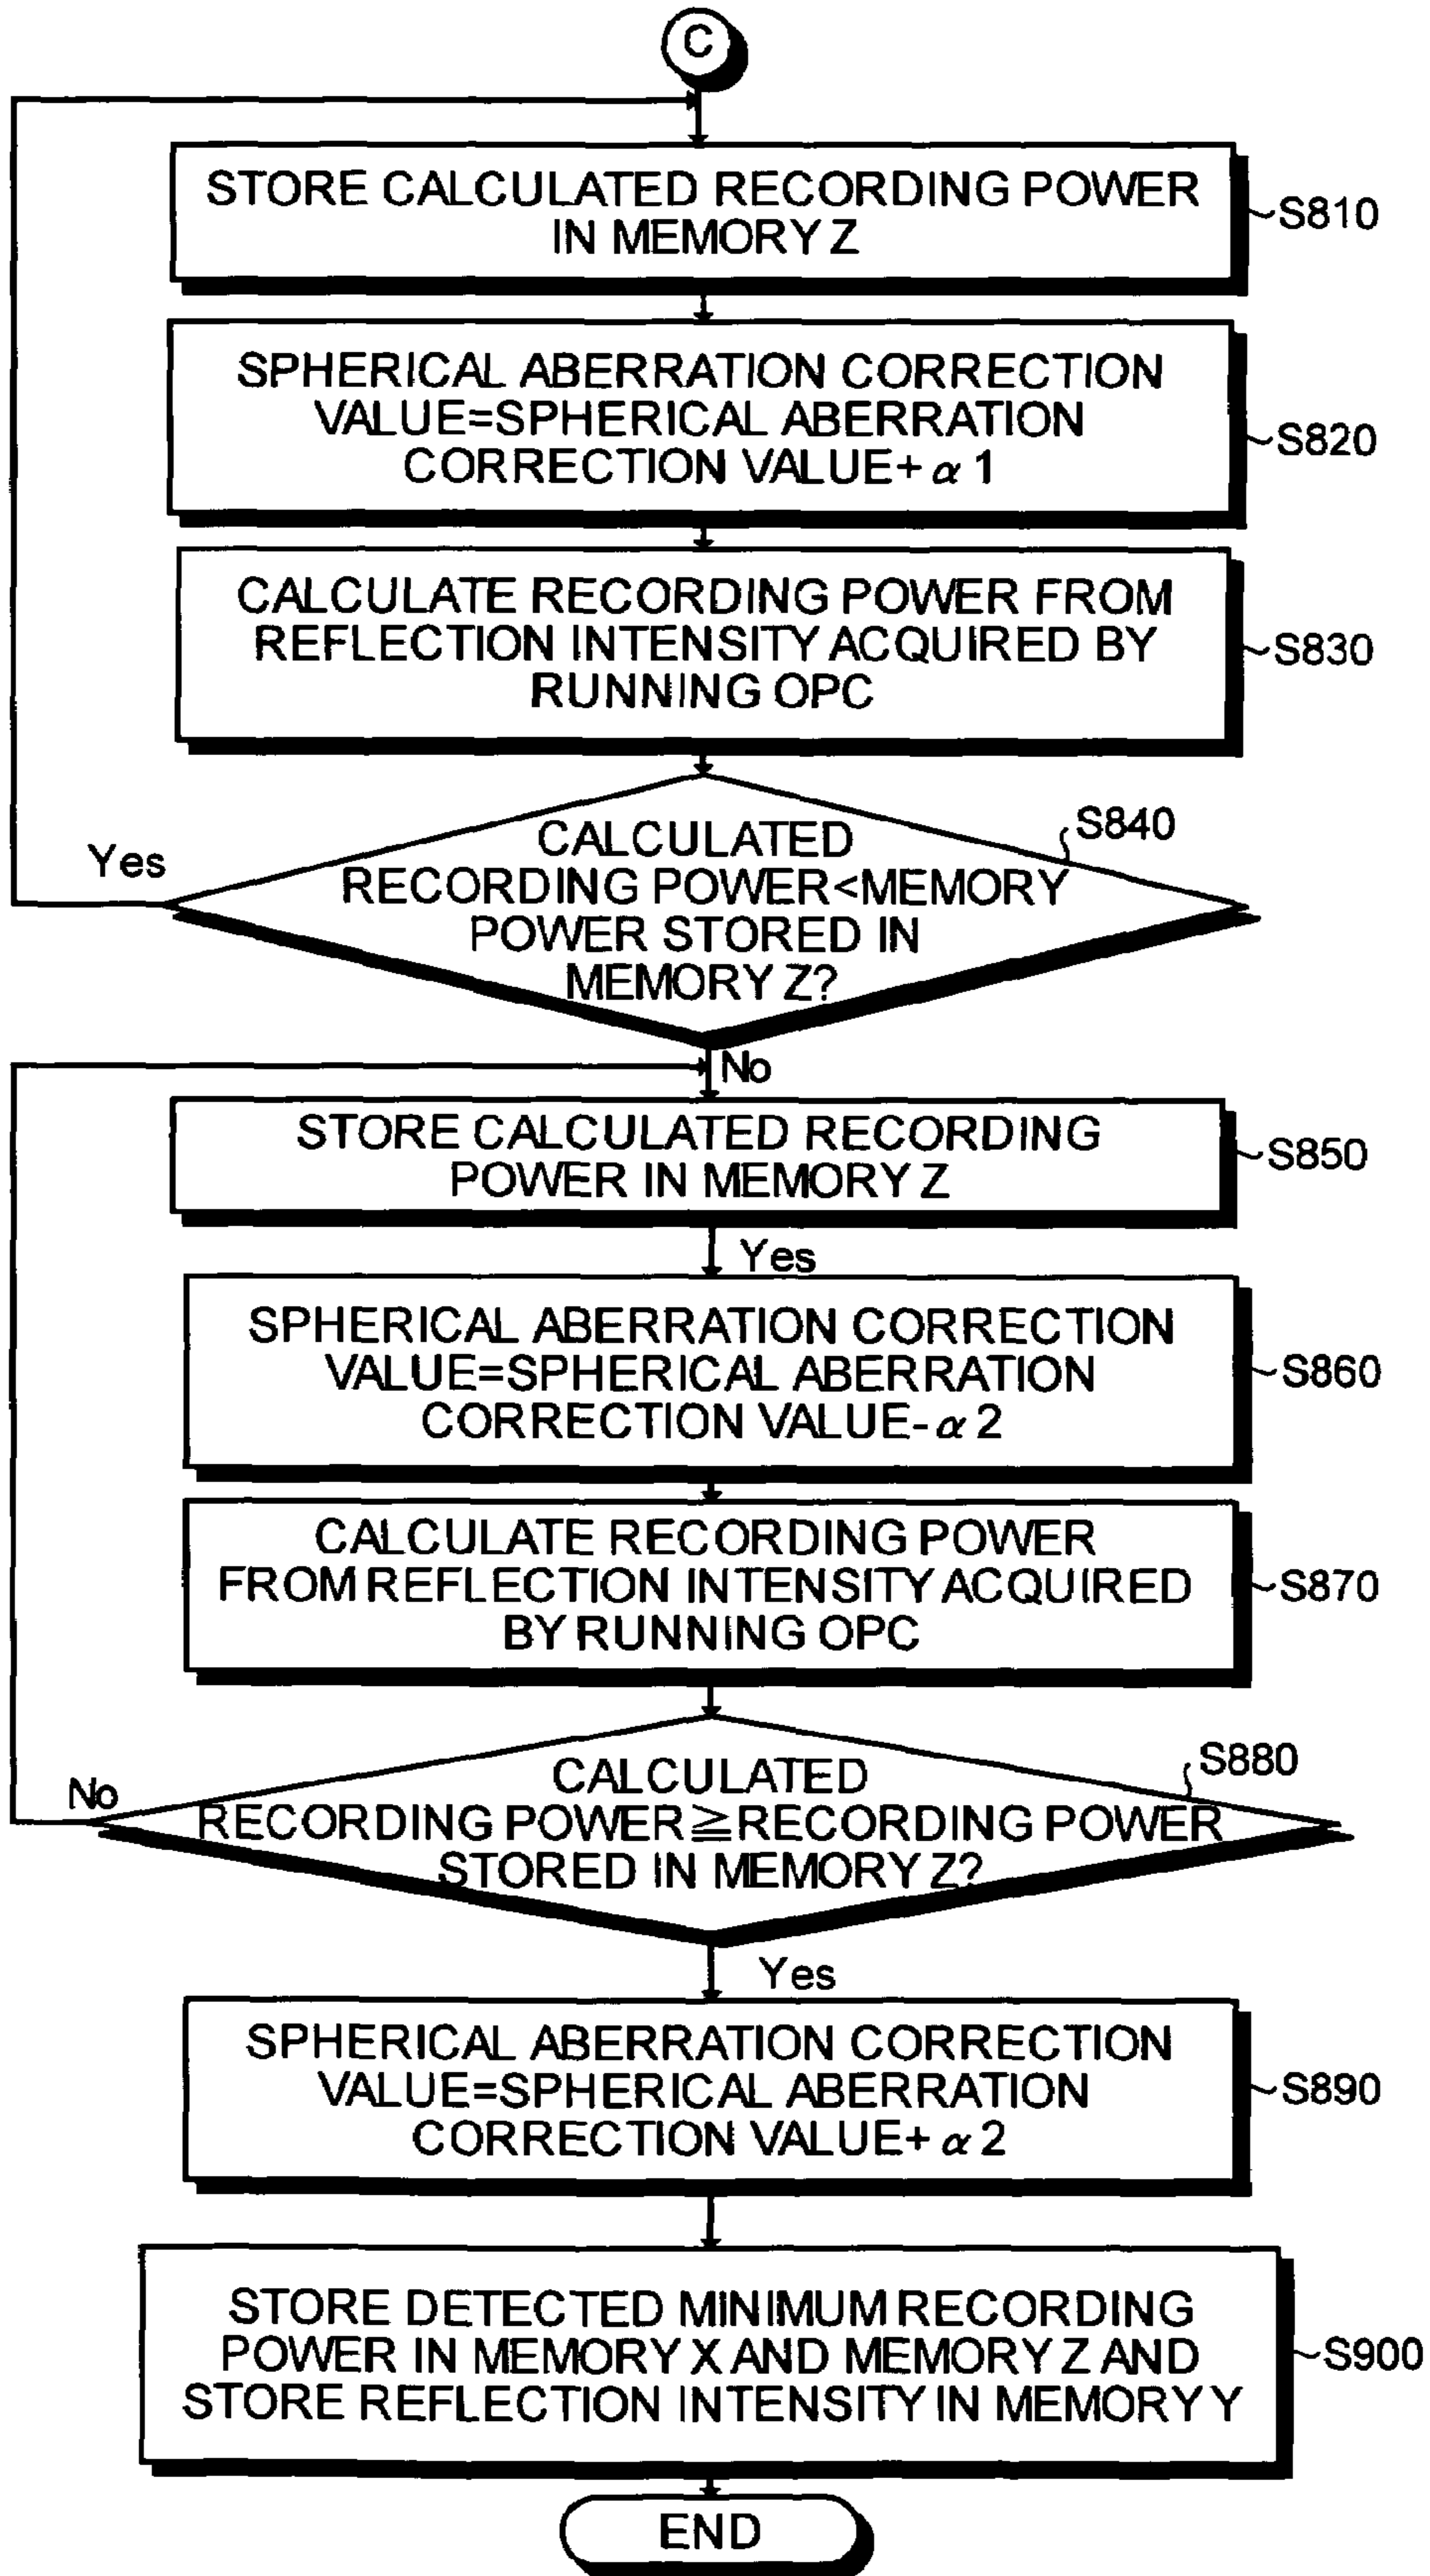 C
STORE CALCULATED RECORDING POWER
IN MEMORY Z
S810
SPHERICAL ABERRATION CORRECTION
VALUE=SPHERICAL ABERRATION
CORRECTION VALUE+α1
S820
CALCULATE RECORDING POWER FROM
REFLECTION INTENSITY ACQUIRED BY
RUNNING OPC
S830
S840
CALCULATED
RECORDING POWER<MEMORY
POWER STORED IN
MEMORY Z?
Yes
No
STORE CALCULATED RECORDING
POWER IN MEMORY Z
S850
Yes
SPHERICAL ABERRATION CORRECTION
VALUE=SPHERICAL ABERRATION
CORRECTION VALUE-α2
S860
CALCULATE RECORDING POWER
FROM REFLECTION INTENSITY ACQUIRED
BY RUNNING OPC
S870
S880
CALCULATED
RECORDING POWER≧RECORDING POWER
STORED IN MEMORY Z?
No
Yes
SPHERICAL ABERRATION CORRECTION
VALUE=SPHERICAL ABERRATION
CORRECTION VALUE+α2
S890
STORE DETECTED MINIMUM RECORDING
POWER IN MEMORY X AND MEMORY Z AND
STORE REFLECTION INTENSITY IN MEMORY Y
S900
END